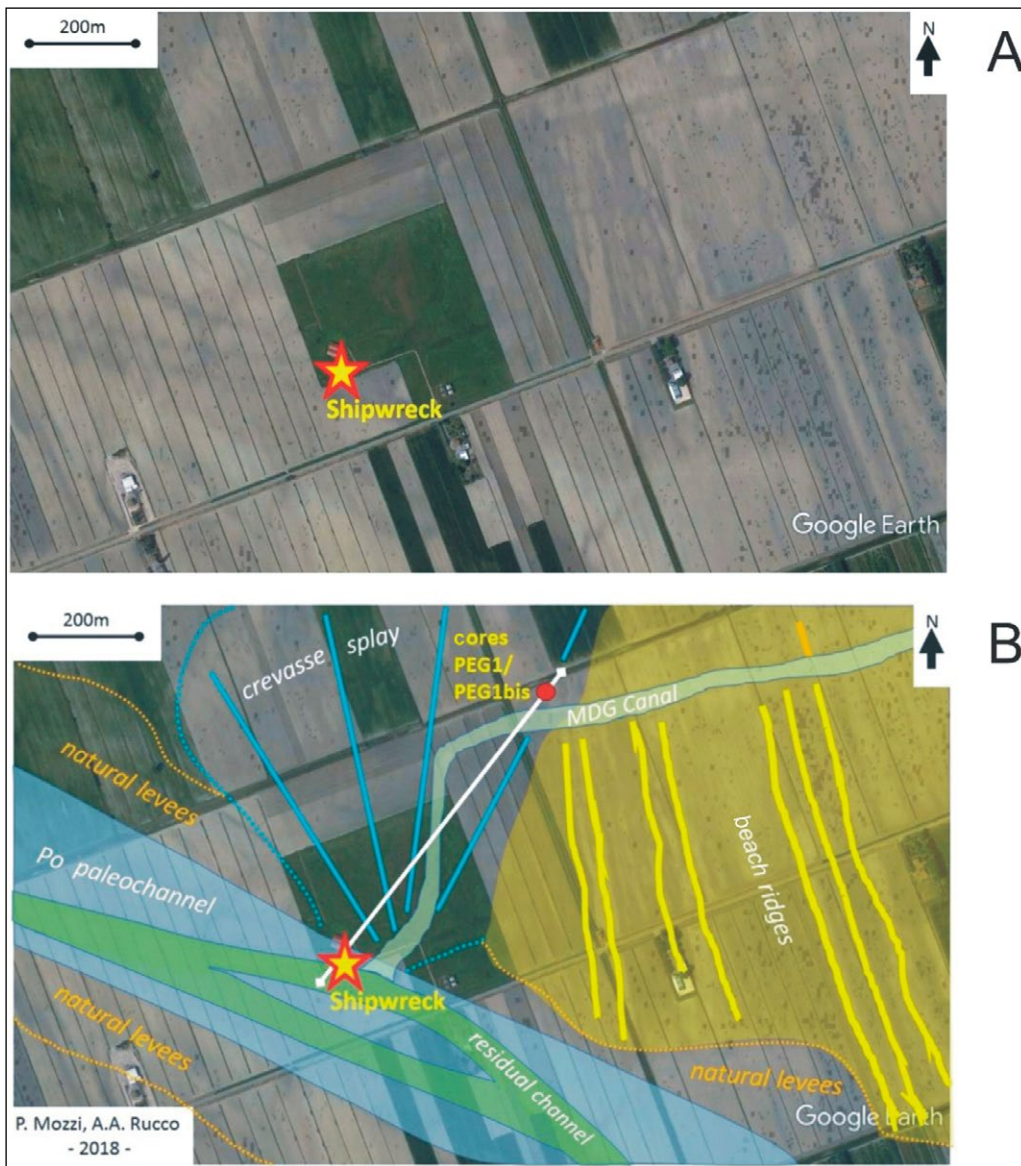 200m
N
A
Shipwreck
Google Earth
200m
N
B
crevasse splay
cores
PEG1/
PEG1bis
MDG Canal
natural levees
Po paleochannel
beach ridges
Shipwreck
natural levees
residual channel
natural levees
Google Earth
P. Mozzi, A.A. Rucco
- 2018 -